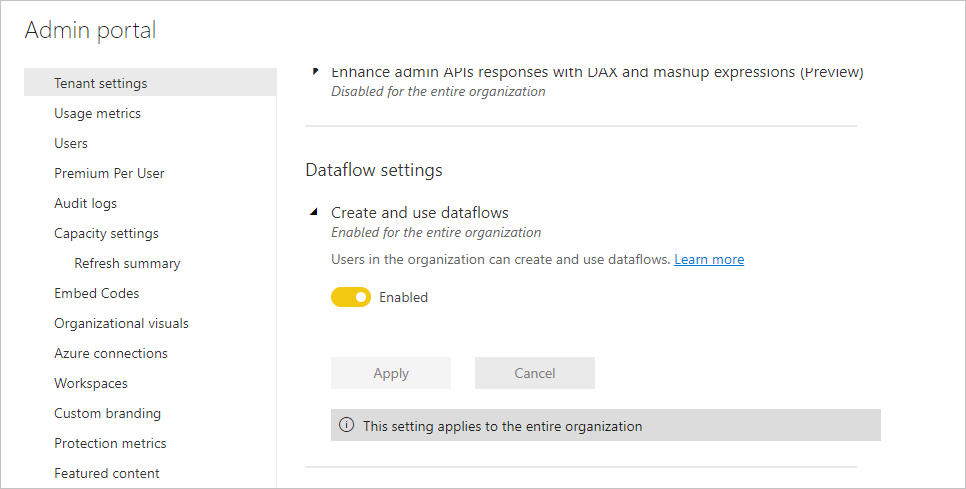 Admin portal
Tenant settings
Usage metrics
Users
Premium Per User
Audit logs
Capacity settings
Refresh summary
Embed Codes
Organizational visuals
Azure connections
Workspaces
Custom branding
Protection metrics
Featured content
Enhance admin APIs responses with DAX and mashup expressions (Preview)
Disabled for the entire organization
Dataflow settings
Create and use dataflows
Enabled for the entire organization
Users in the organization can create and use dataflows. Learn more
Enabled
Apply Cancel
This setting applies to the entire organization